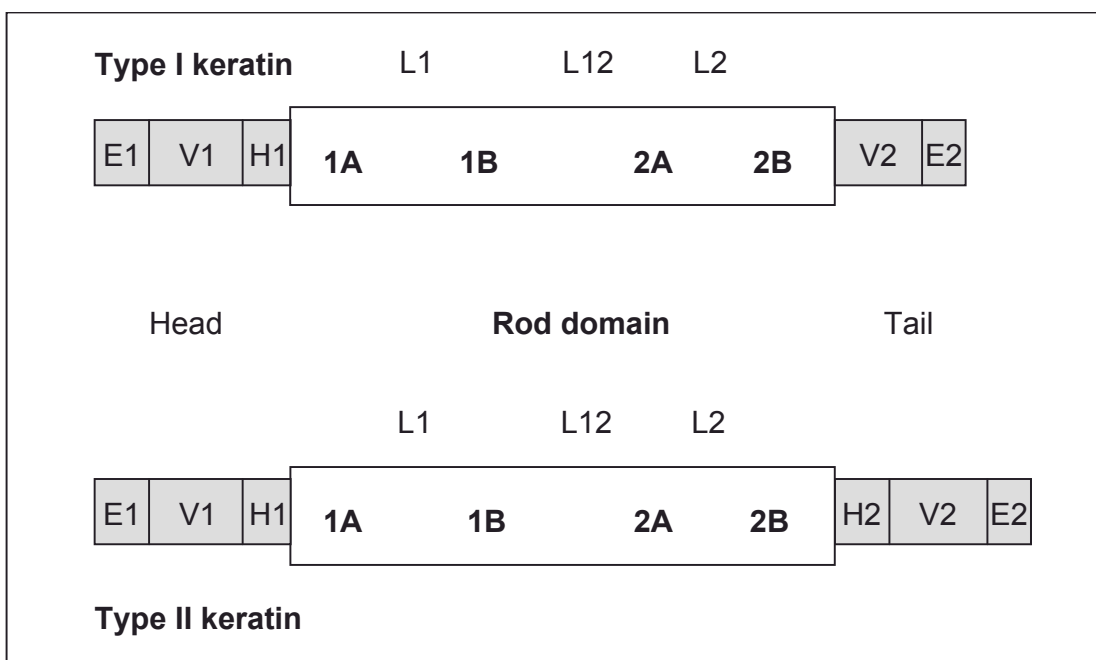 Type I keratin L1 L12 L2
E1 V1 H1 1A 1B 2A 2B V2 E2
Head Rod domain Tail
L1 L12 L2
E1 V1 H1 1A 1B 2A 2B H2 V2 E2
Type II keratin